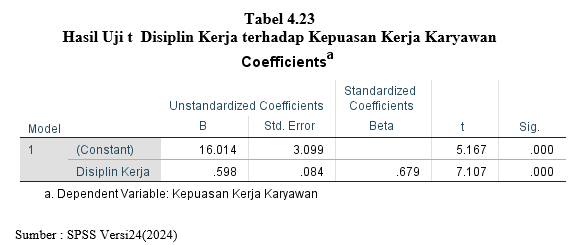 Tabel 4.23
Hasil Uji t Disiplin Kerja terhadap Kepuasan Kerja Karyawan
Coefficientsa
Unstandardized Coefficients Standardized Coefficients
Model B Std. Error Beta t Sig.
1 (Constant) 16.014 3.099 5.167 .000
Disiplin Kerja .598 .084 .679 7.107 .000
a. Dependent Variable: Kepuasan Kerja Karyawan
Sumber : SPSS Versi24(2024)